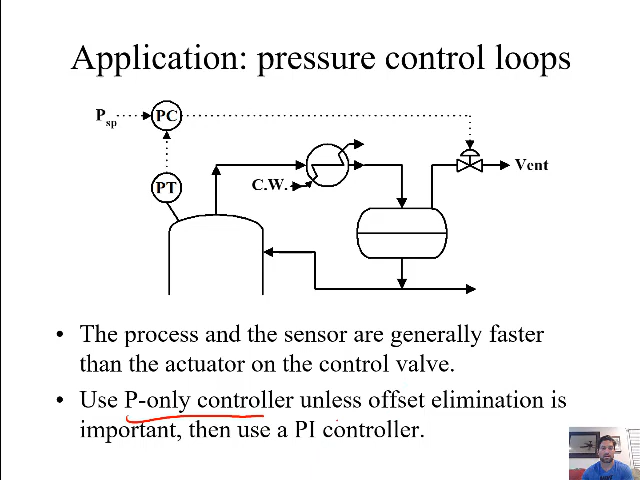 Application: pressure control loops
Psp
PC
PT
C.W.
Vent
• The process and the sensor are generally faster
than the actuator on the control valve.
• Use P-only controller unless offset elimination is
important, then use a PI controller.